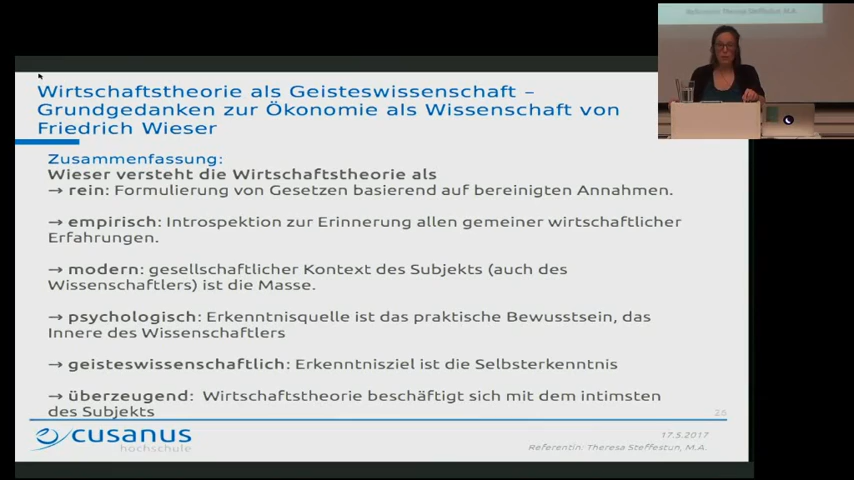 Wirtschaftstheorie als Geisteswissenschaft –
Grundgedanken zur Ökonomie als Wissenschaft von
Friedrich Wieser
Zusammenfassung:
Wieser versteht die Wirtschaftstheorie als
→ rein: Formulierung von Gesetzen basierend auf bereinigten Annahmen.
→ empirisch: Introspektion zur Erinnerung allen gemeiner wirtschaftlicher
Erfahrungen.
→ modern: gesellschaftlicher Kontext des Subjekts (auch des
Wissenschaftlers) ist die Masse.
→ psychologisch: Erkenntnisquelle ist das praktische Bewusstsein, das
Innere des Wissenschaftlers
→ geisteswissenschaftlich: Erkenntnisziel ist die Selbsterkenntnis
→ überzeugend: Wirtschaftstheorie beschäftigt sich mit dem intimsten
des Subjekts
26
cusanus
hochschule
17.5.2017
Referentin: Theresa Steffestun, M.A.
Referentin: Theresa Steffestun, M.A.